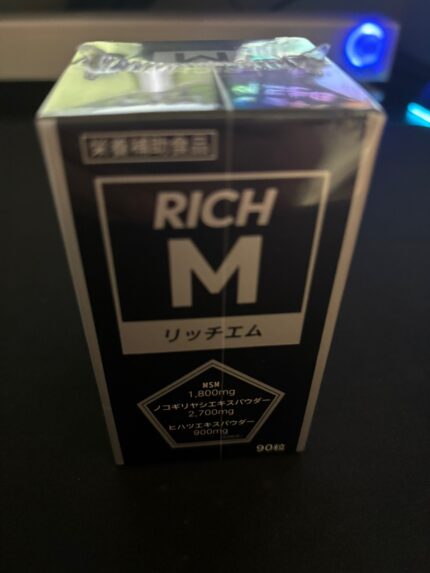 栄養補助食品
RICH
M
リッチエム
MSM
1,800mg
ノコギリヤシエキスパウダー
2,700mg
ヒハツエキスパウダー
900mg
90粒